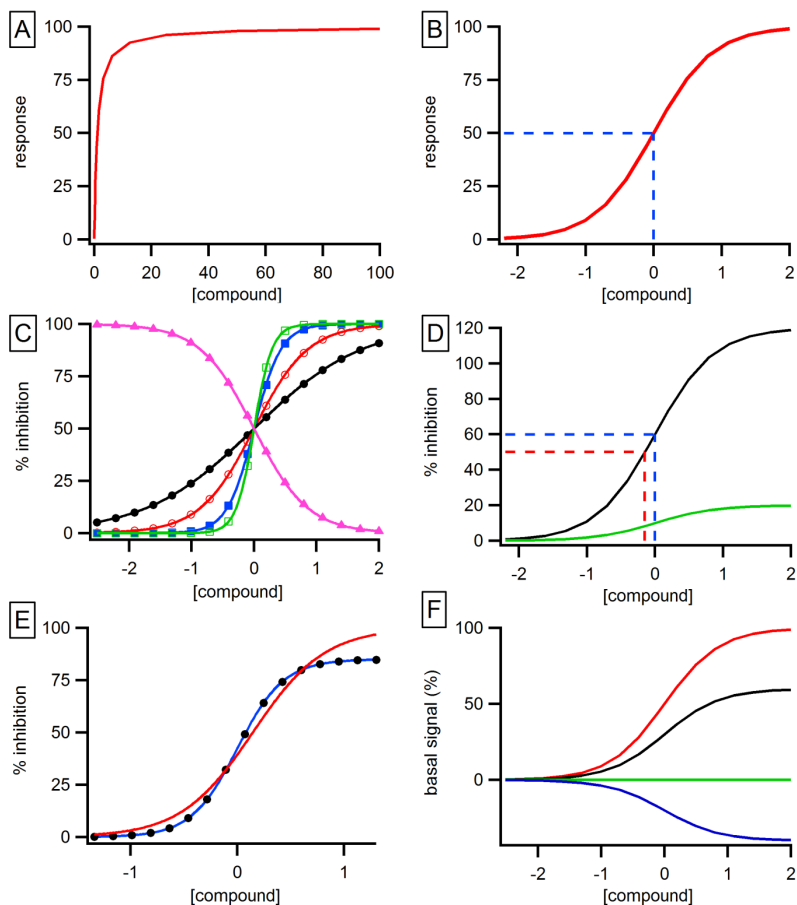 A
100
75
50
25
0
response
0 20 40 60 80 100
[compound]
B
100
75
50
25
0
response
-2 -1 0 1 2
[compound]
C
100
75
50
25
0
% inhibition
-2 -1 0 1 2
[compound]
D
120
100
80
60
40
20
0
% inhibition
-2 -1 0 1 2
[compound]
E
100
75
50
25
0
% inhibition
-1 0 1
[compound]
F
100
50
0
basal signal (%)
-2 -1 0 1 2
[compound]